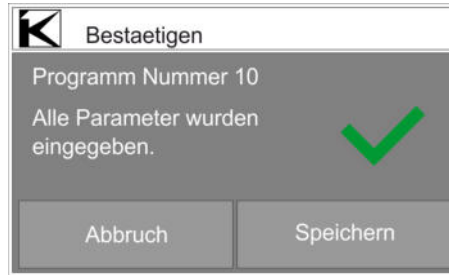 Bestaetigen
Programm Nummer 10
Alle Parameter wurden
eingegeben.
Abbruch
Speichern